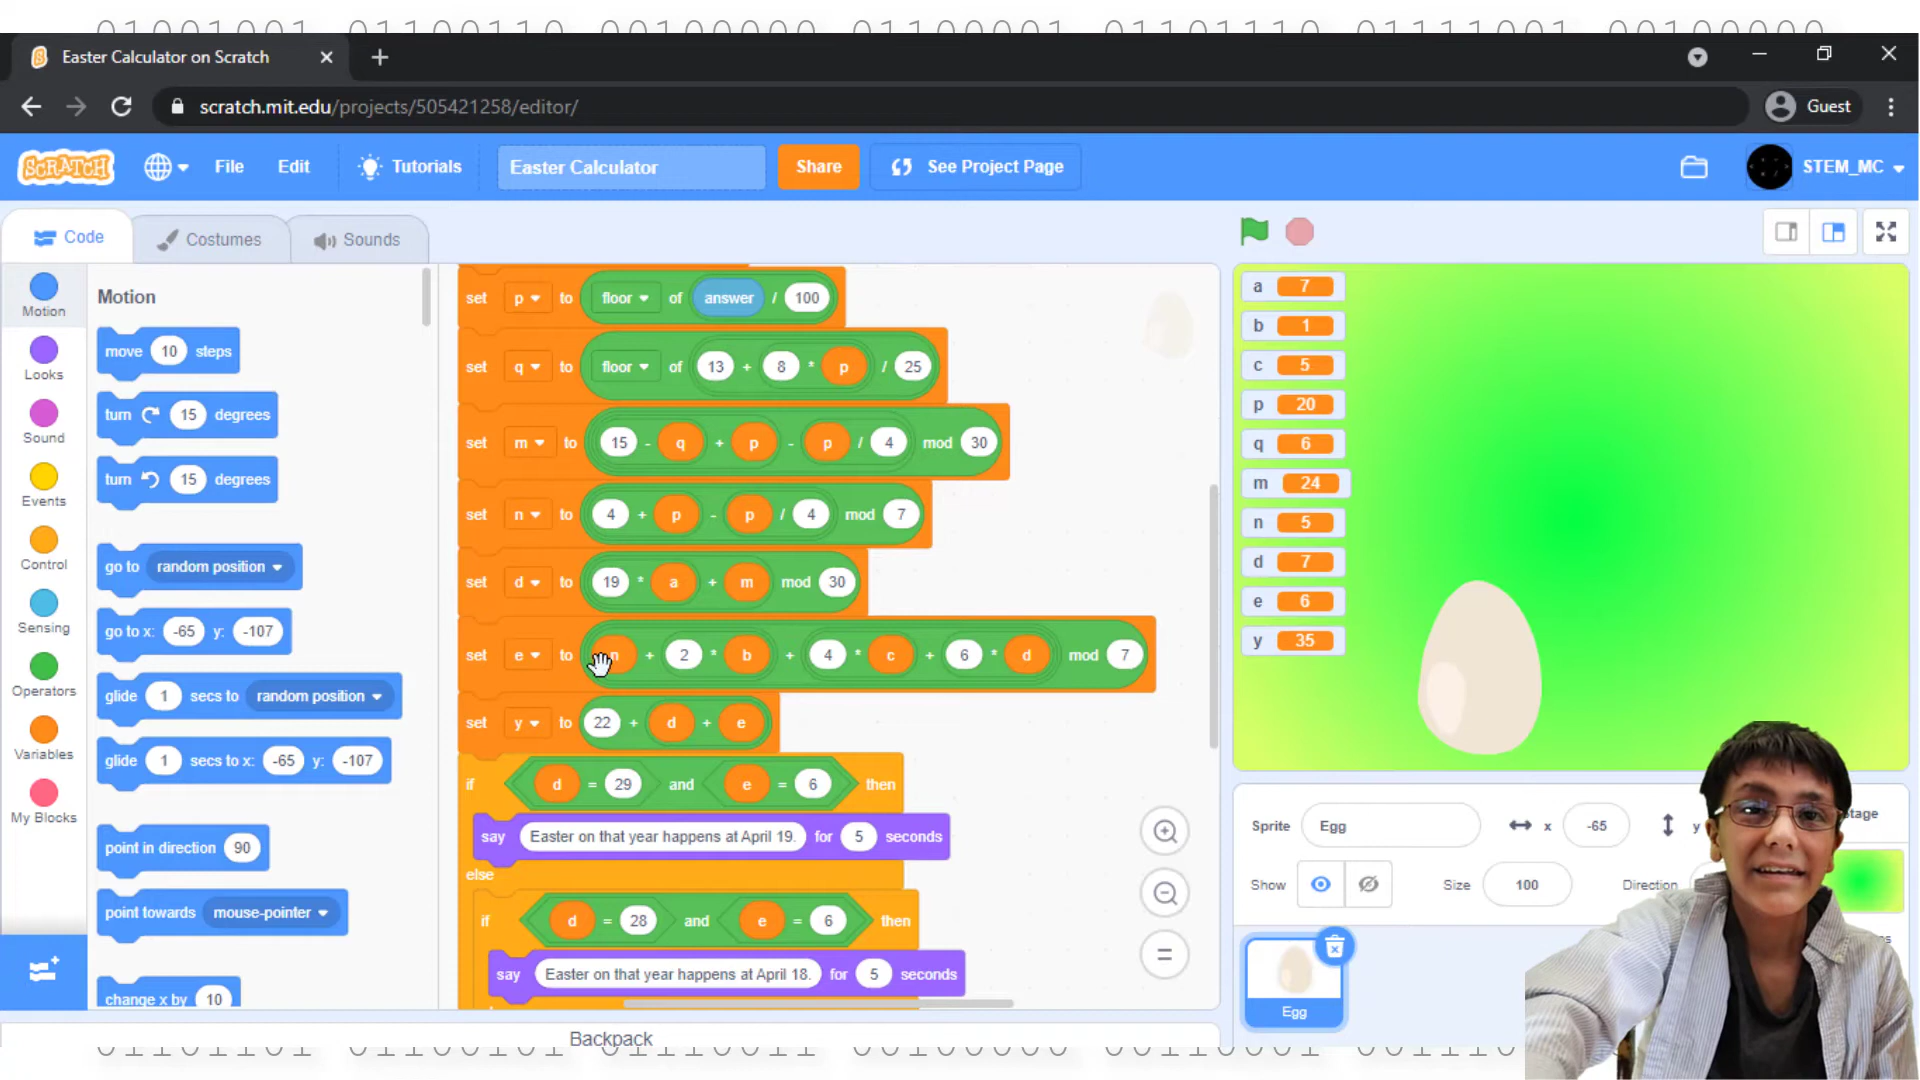 01001001 00100110 00100000 01100001 01101110 01111001 00100000
Easter Calculator on Scratch
scratch.mit.edu/projects/505421258/editor/
Guest
SCRATCH
File
Edit
Tutorials
Easter Calculator
Share
See Project Page
STEM_MC
Code
Costumes
Sounds
Motion
Looks
Sound
Events
Control
Sensing
Operators
Variables
My Blocks
Motion
move 10 steps
turn 15 degrees
turn 15 degrees
go to random position
go to x: -65 y: -107
glide 1 secs to random position
glide 1 secs to x: -65 y: -107
point in direction 90
point towards mouse-pointer
change x by 10
set p to floor of answer / 100
set q to floor of 13 + 8 * p / 25
set m to 15 - q + p - p / 4 mod 30
set n to 4 + p - p / 4 mod 7
set d to 19 * a + m mod 30
set e to n + 2 * b + 4 * c + 6 * d mod 7
set y to 22 + d + e
if d = 29 and e = 6 then
say Easter on that year happens at April 19. for 5 seconds
else
if d = 28 and e = 6 then
say Easter on that year happens at April 18. for 5 seconds
Backpack
a 7
b 1
c 5
p 20
q 6
m 24
n 5
d 7
e 6
y 35
Sprite Egg x -65 y
Show Size 100 Direction
Egg